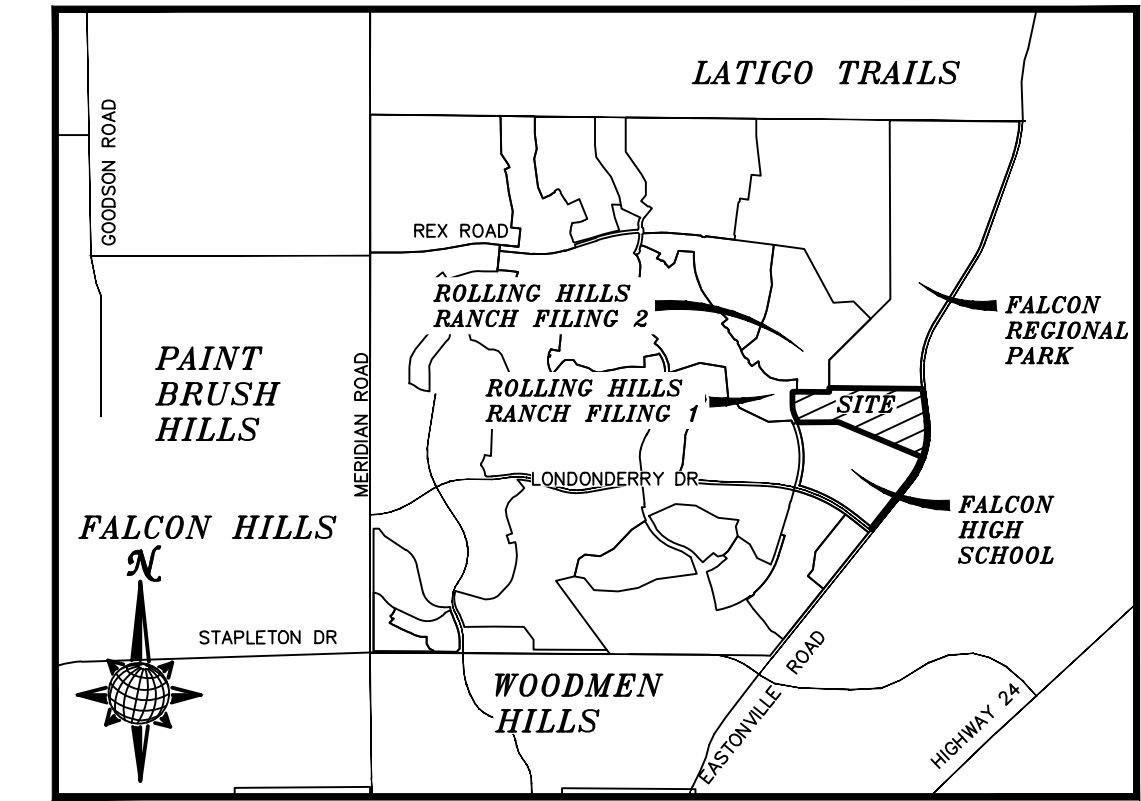 LATIGO TRAILS
GOODSON ROAD
REX ROAD
ROLLING HILLS
RANCH FILING 2
FALCON
REGIONAL
PARK
PAINT
BRUSH
HILLS
MERIDIAN ROAD
ROLLING HILLS
RANCH FILING 1
SITE
LONDONDERRY DR
FALCON HILLS
FALCON
HIGH
SCHOOL
N
STAPLETON DR
WOODMEN
HILLS
EASTONVILLE ROAD
HIGHWAY 24